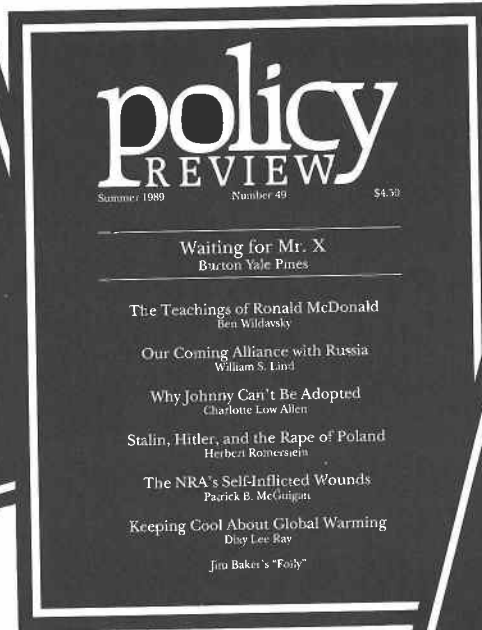 policy
REVIEW
Summer 1989 Number 49 $4.50
Waiting for Mr. X
Burton Yale Pines
The Teachings of Ronald McDonald
Ben Wildavsky
Our Coming Alliance with Russia
William S. Lind
Why Johnny Can't Be Adopted
Charlotte Low Allen
Stalin, Hitler, and the Rape of Poland
Herbert Romerstein
The NRA's Self-Inflicted Wounds
Patrick B. McGuigan
Keeping Cool About Global Warming
Dixy Lee Ray
Jim Baker's